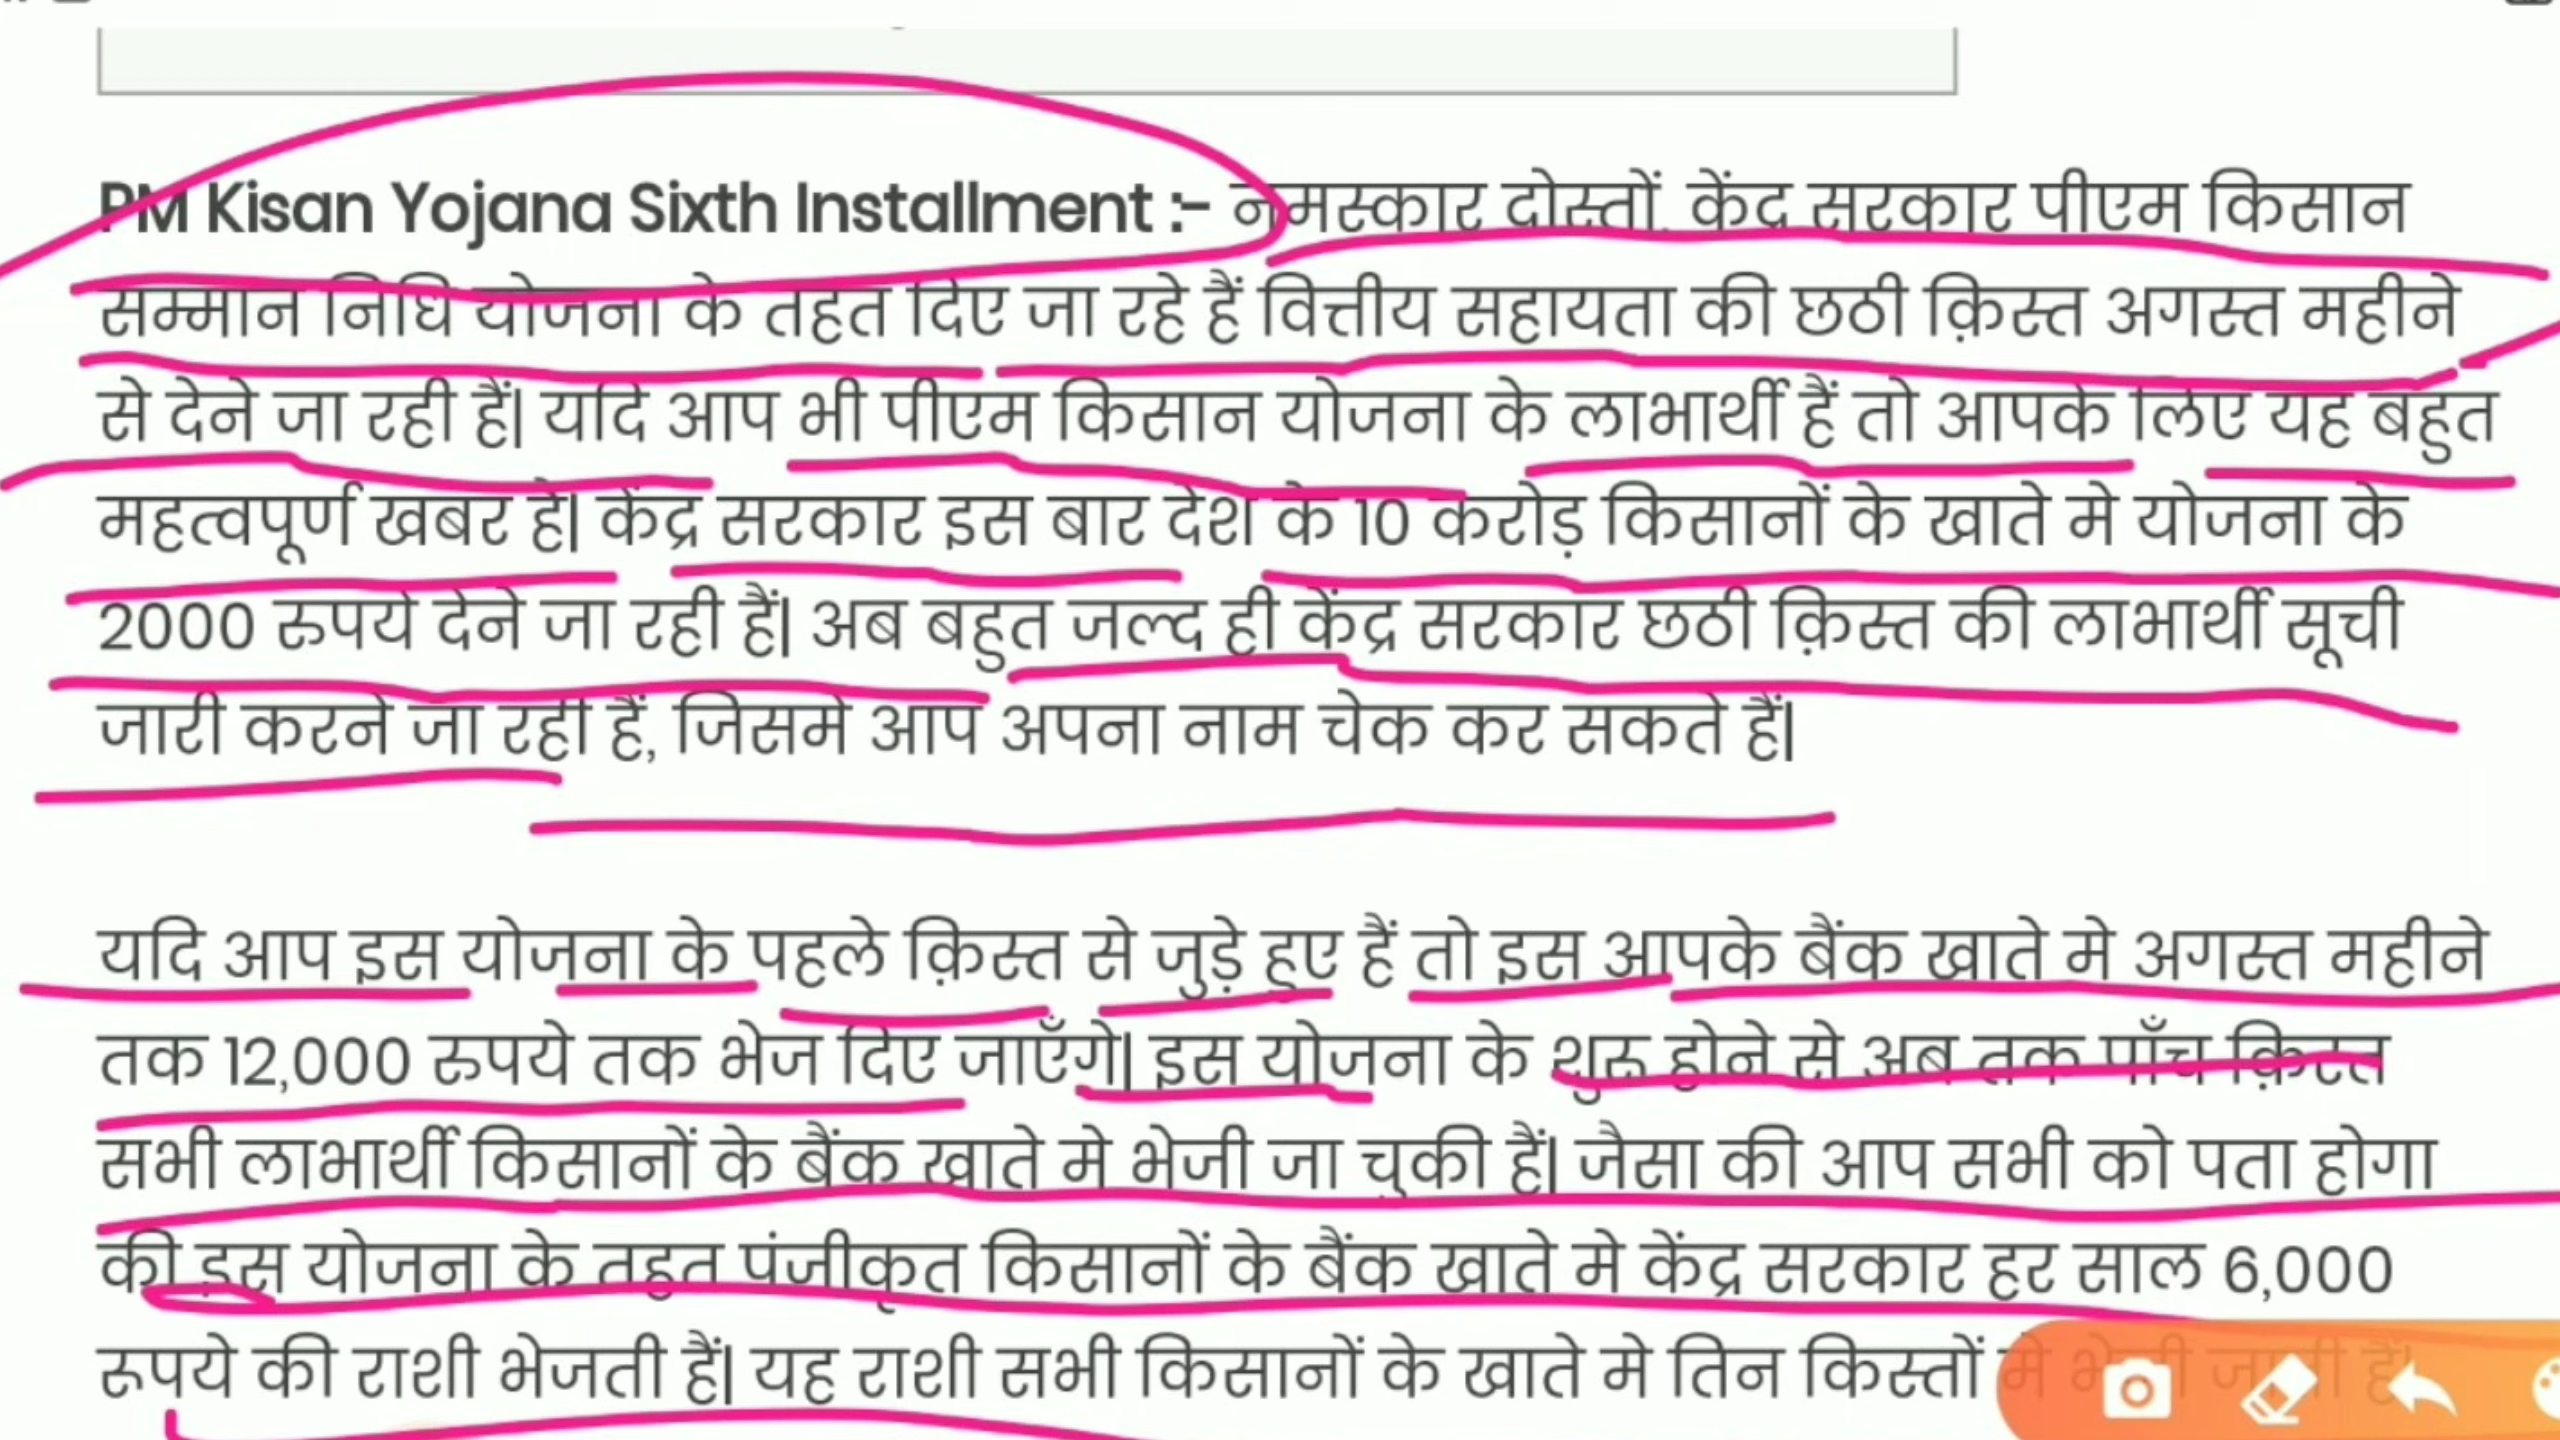 PM Kisan Yojana Sixth Installment :- नमस्कार दोस्तों. केंद्र सरकार पीएम किसान
सम्मान निधि योजना के तहत दिए जा रहे हैं वित्तीय सहायता की छठी क़िस्त अगस्त महीने
से देने जा रही हैं| यदि आप भी पीएम किसान योजना के लाभार्थी हैं तो आपके लिए यह बहुत
महत्वपूर्ण खबर हैं| केंद्र सरकार इस बार देश के 10 करोड़ किसानों के खाते मे योजना के
2000 रुपये देने जा रही हैं| अब बहुत जल्द ही केंद्र सरकार छठी क़िस्त की लाभार्थी सूची
जारी करने जा रही हैं, जिसमे आप अपना नाम चेक कर सकते हैं|
यदि आप इस योजना के पहले क़िस्त से जुड़े हुए हैं तो इस आपके बैंक खाते मे अगस्त महीने
तक 12,000 रुपये तक भेज दिए जाएँगे| इस योजना के शुरू होने से अब तक पाँच क़िस्त
सभी लाभार्थी किसानों के बैंक खाते मे भेजी जा चुकी हैं| जैसा की आप सभी को पता होगा
की इस योजना के तहत पंजीकृत किसानों के बैंक खाते मे केंद्र सरकार हर साल 6,000
रूपये की राशी भेजती हैं| यह राशी सभी किसानों के खाते मे तिन किस्तों मे